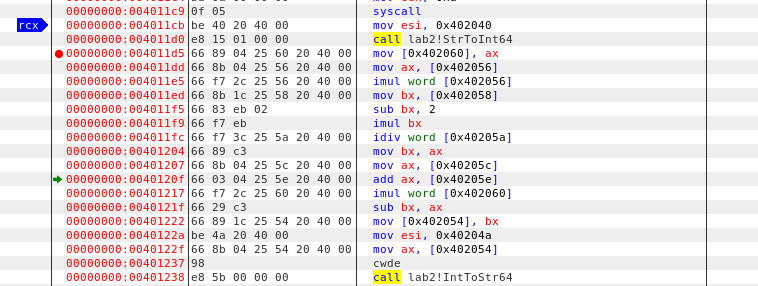 00000000:004011c9 0f 05 syscall
rcx 00000000:004011cb be 40 20 40 00 mov esi, 0x402040
00000000:004011d0 e8 15 01 00 00 call lab2!StrToInt64
00000000:004011d5 66 89 04 25 60 20 40 00 mov [0x402060], ax
00000000:004011dd 66 8b 04 25 56 20 40 00 mov ax, [0x402056]
00000000:004011e5 66 f7 2c 25 56 20 40 00 imul word [0x402056]
00000000:004011ed 66 8b 1c 25 58 20 40 00 mov bx, [0x402058]
00000000:004011f5 66 83 eb 02 sub bx, 2
00000000:004011f9 66 f7 eb imul bx
00000000:004011fc 66 f7 3c 25 5a 20 40 00 idiv word [0x40205a]
00000000:00401204 66 89 c3 mov bx, ax
00000000:00401207 66 8b 04 25 5c 20 40 00 mov ax, [0x40205c]
00000000:0040120f 66 03 04 25 5e 20 40 00 add ax, [0x40205e]
00000000:00401217 66 f7 2c 25 60 20 40 00 imul word [0x402060]
00000000:0040121f 66 29 c3 sub bx, ax
00000000:00401222 66 89 1c 25 54 20 40 00 mov [0x402054], bx
00000000:0040122a be 4a 20 40 00 mov esi, 0x40204a
00000000:0040122f 66 8b 04 25 54 20 40 00 mov ax, [0x402054]
00000000:00401237 98 cwde
00000000:00401238 e8 5b 00 00 00 call lab2!IntToStr64